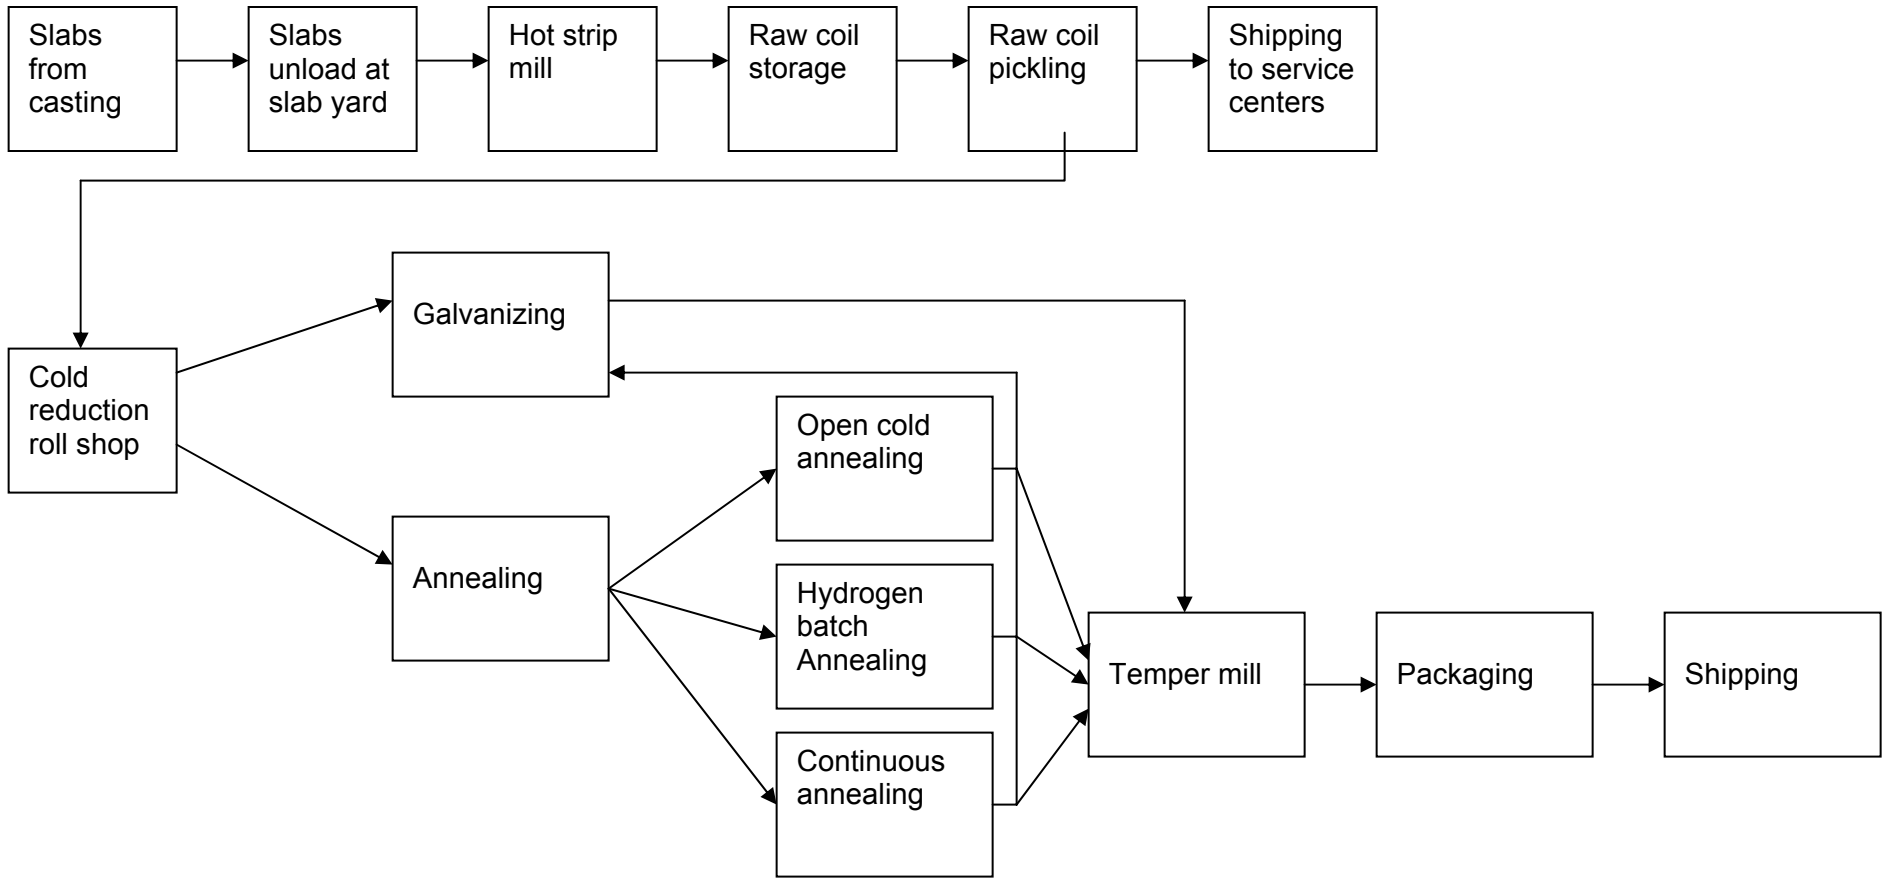 Slabs
from
casting
Slabs
unload at
slab yard
Hot strip
mill
Raw coil
storage
Raw coil
pickling
Shipping
to service
centers
Galvanizing
Cold
reduction
roll shop
Open cold
annealing
Annealing
Hydrogen
batch
Annealing
Temper mill
Packaging
Shipping
Continuous
annealing